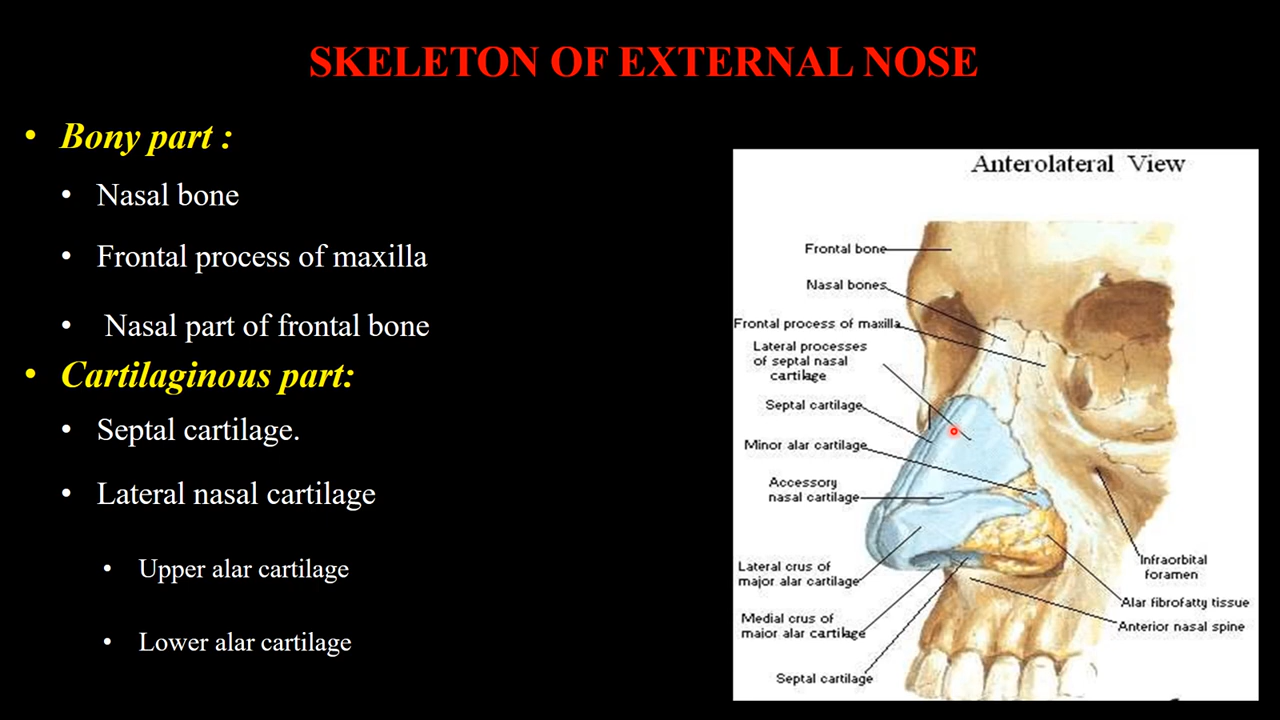 SKELETON OF EXTERNAL NOSE
• Bony part :
• Nasal bone
• Frontal process of maxilla
• Nasal part of frontal bone
• Cartilaginous part:
• Septal cartilage.
• Lateral nasal cartilage
• Upper alar cartilage
• Lower alar cartilage
Anterolateral View
Frontal bone
Nasal bones
Frontal process of maxilla
Lateral processes
of septal nasal
cartilage
Septal cartilage
Minor alar cartilage
Accessory
nasal cartilage
Lateral crus of
major alar cartilage
Medial crus of
major alar cartilage
Septal cartilage
Infraorbital
foramen
Alar fibrofatty tissue
Anterior nasal spine